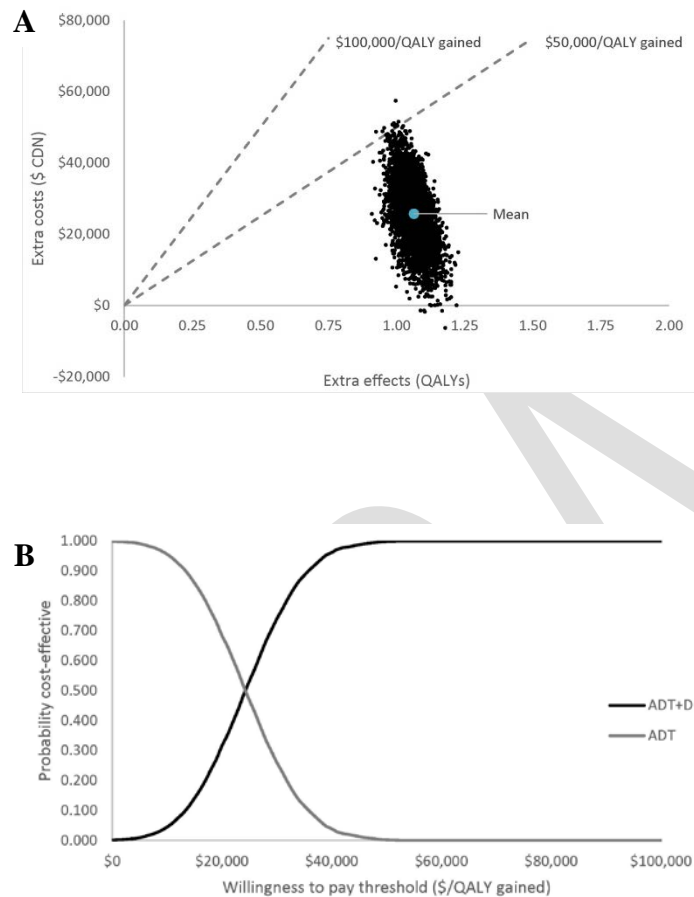 A
$80,000
$100,000/QALY gained
$50,000/QALY gained
$60,000
$40,000
$20,000
$0
-$20,000
Extra costs ($ CDN)
Mean
0.00 0.25 0.50 0.75 1.00 1.25 1.50 1.75 2.00
Extra effects (QALYs)
B
1.000
0.900
0.800
0.700
0.600
0.500
0.400
0.300
0.200
0.100
0.000
Probability cost-effective
ADT+D
ADT
$0 $20,000 $40,000 $60,000 $80,000 $100,000
Willingness to pay threshold ($/QALY gained)